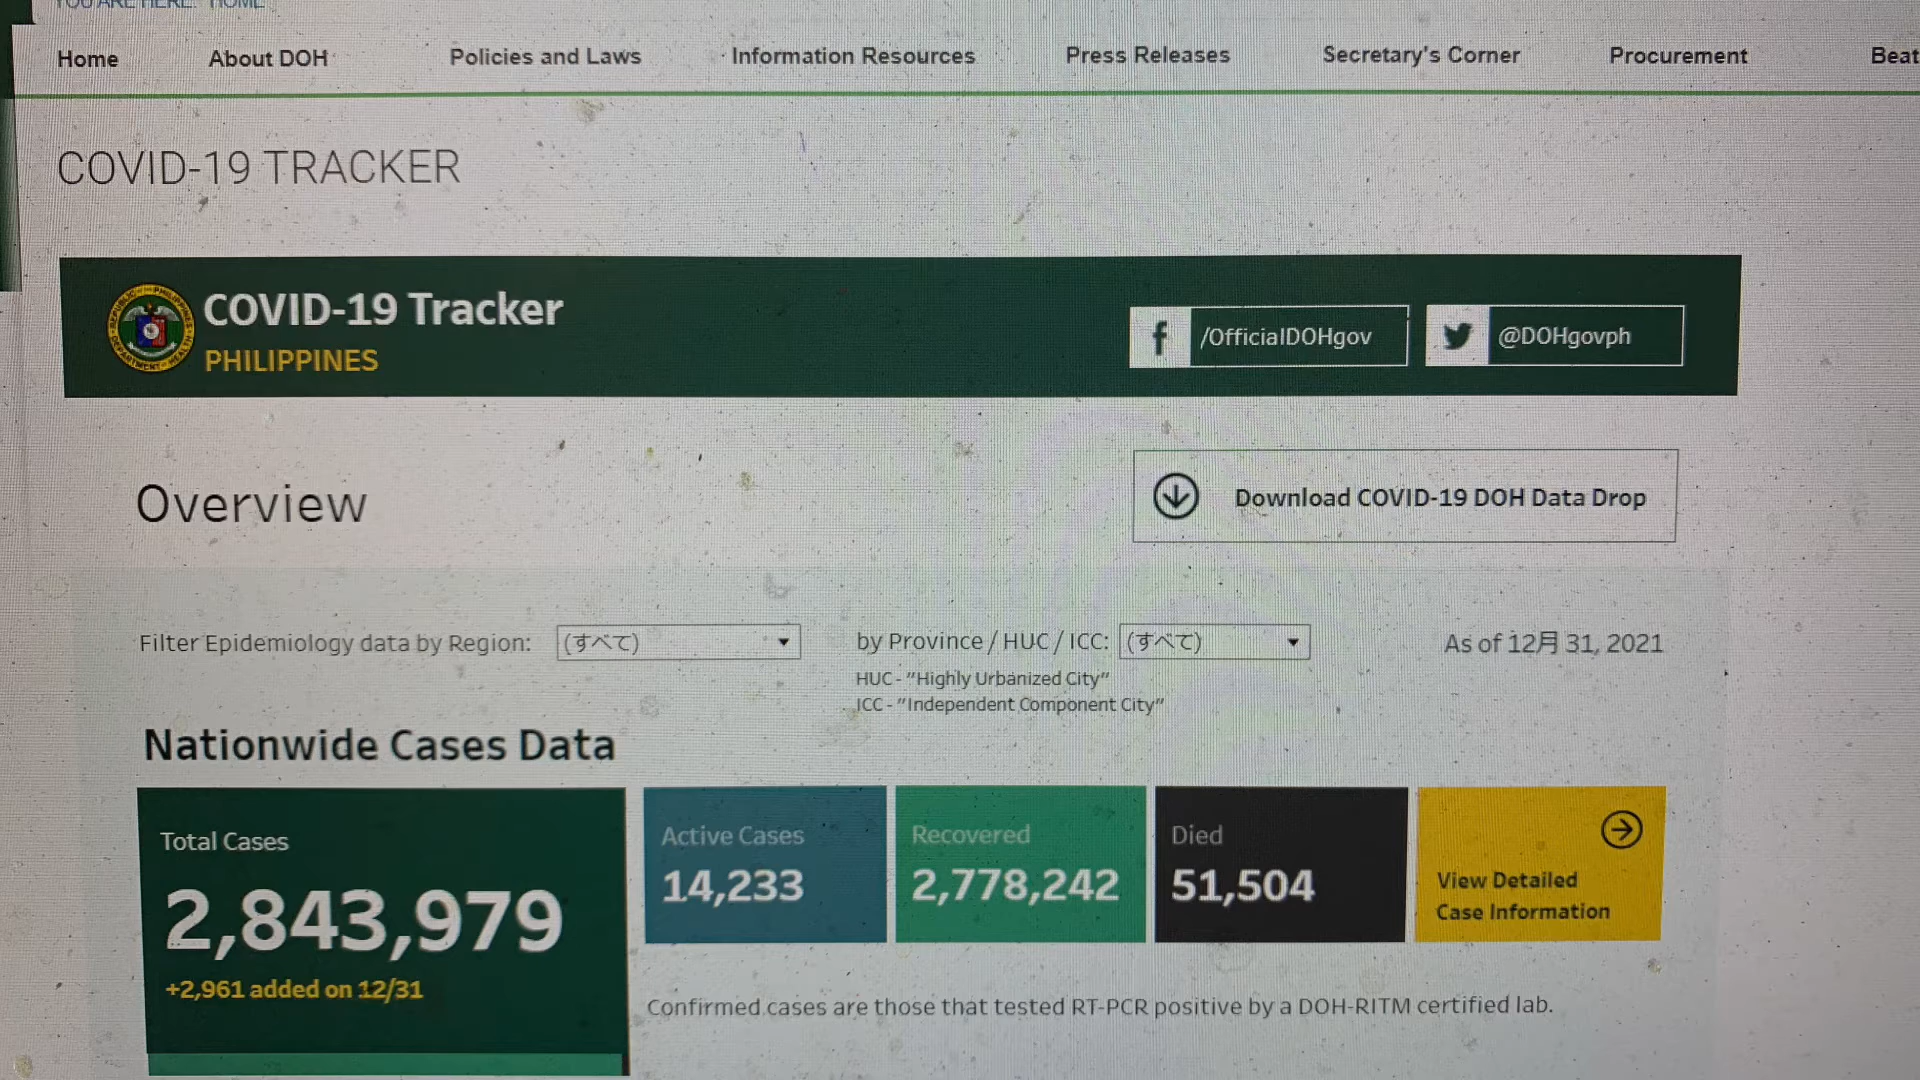 YOU ARE HERE: HOME
Home About DOH Policies and Laws Information Resources Press Releases Secretary's Corner Procurement Beat
COVID-19 TRACKER
COVID-19 Tracker
PHILIPPINES
/OfficialDOHgov
@DOHgovph
Overview
Download COVID-19 DOH Data Drop
Filter Epidemiology data by Region: (すべて) by Province / HUC / ICC: (すべて) As of 12月 31, 2021
HUC - "Highly Urbanized City"
ICC - "Independent Component City"
Nationwide Cases Data
Total Cases
2,843,979
+2,961 added on 12/31
Active Cases
14,233
Recovered
2,778,242
Died
51,504
View Detailed
Case Information
Confirmed cases are those that tested RT-PCR positive by a DOH-RITM certified lab.